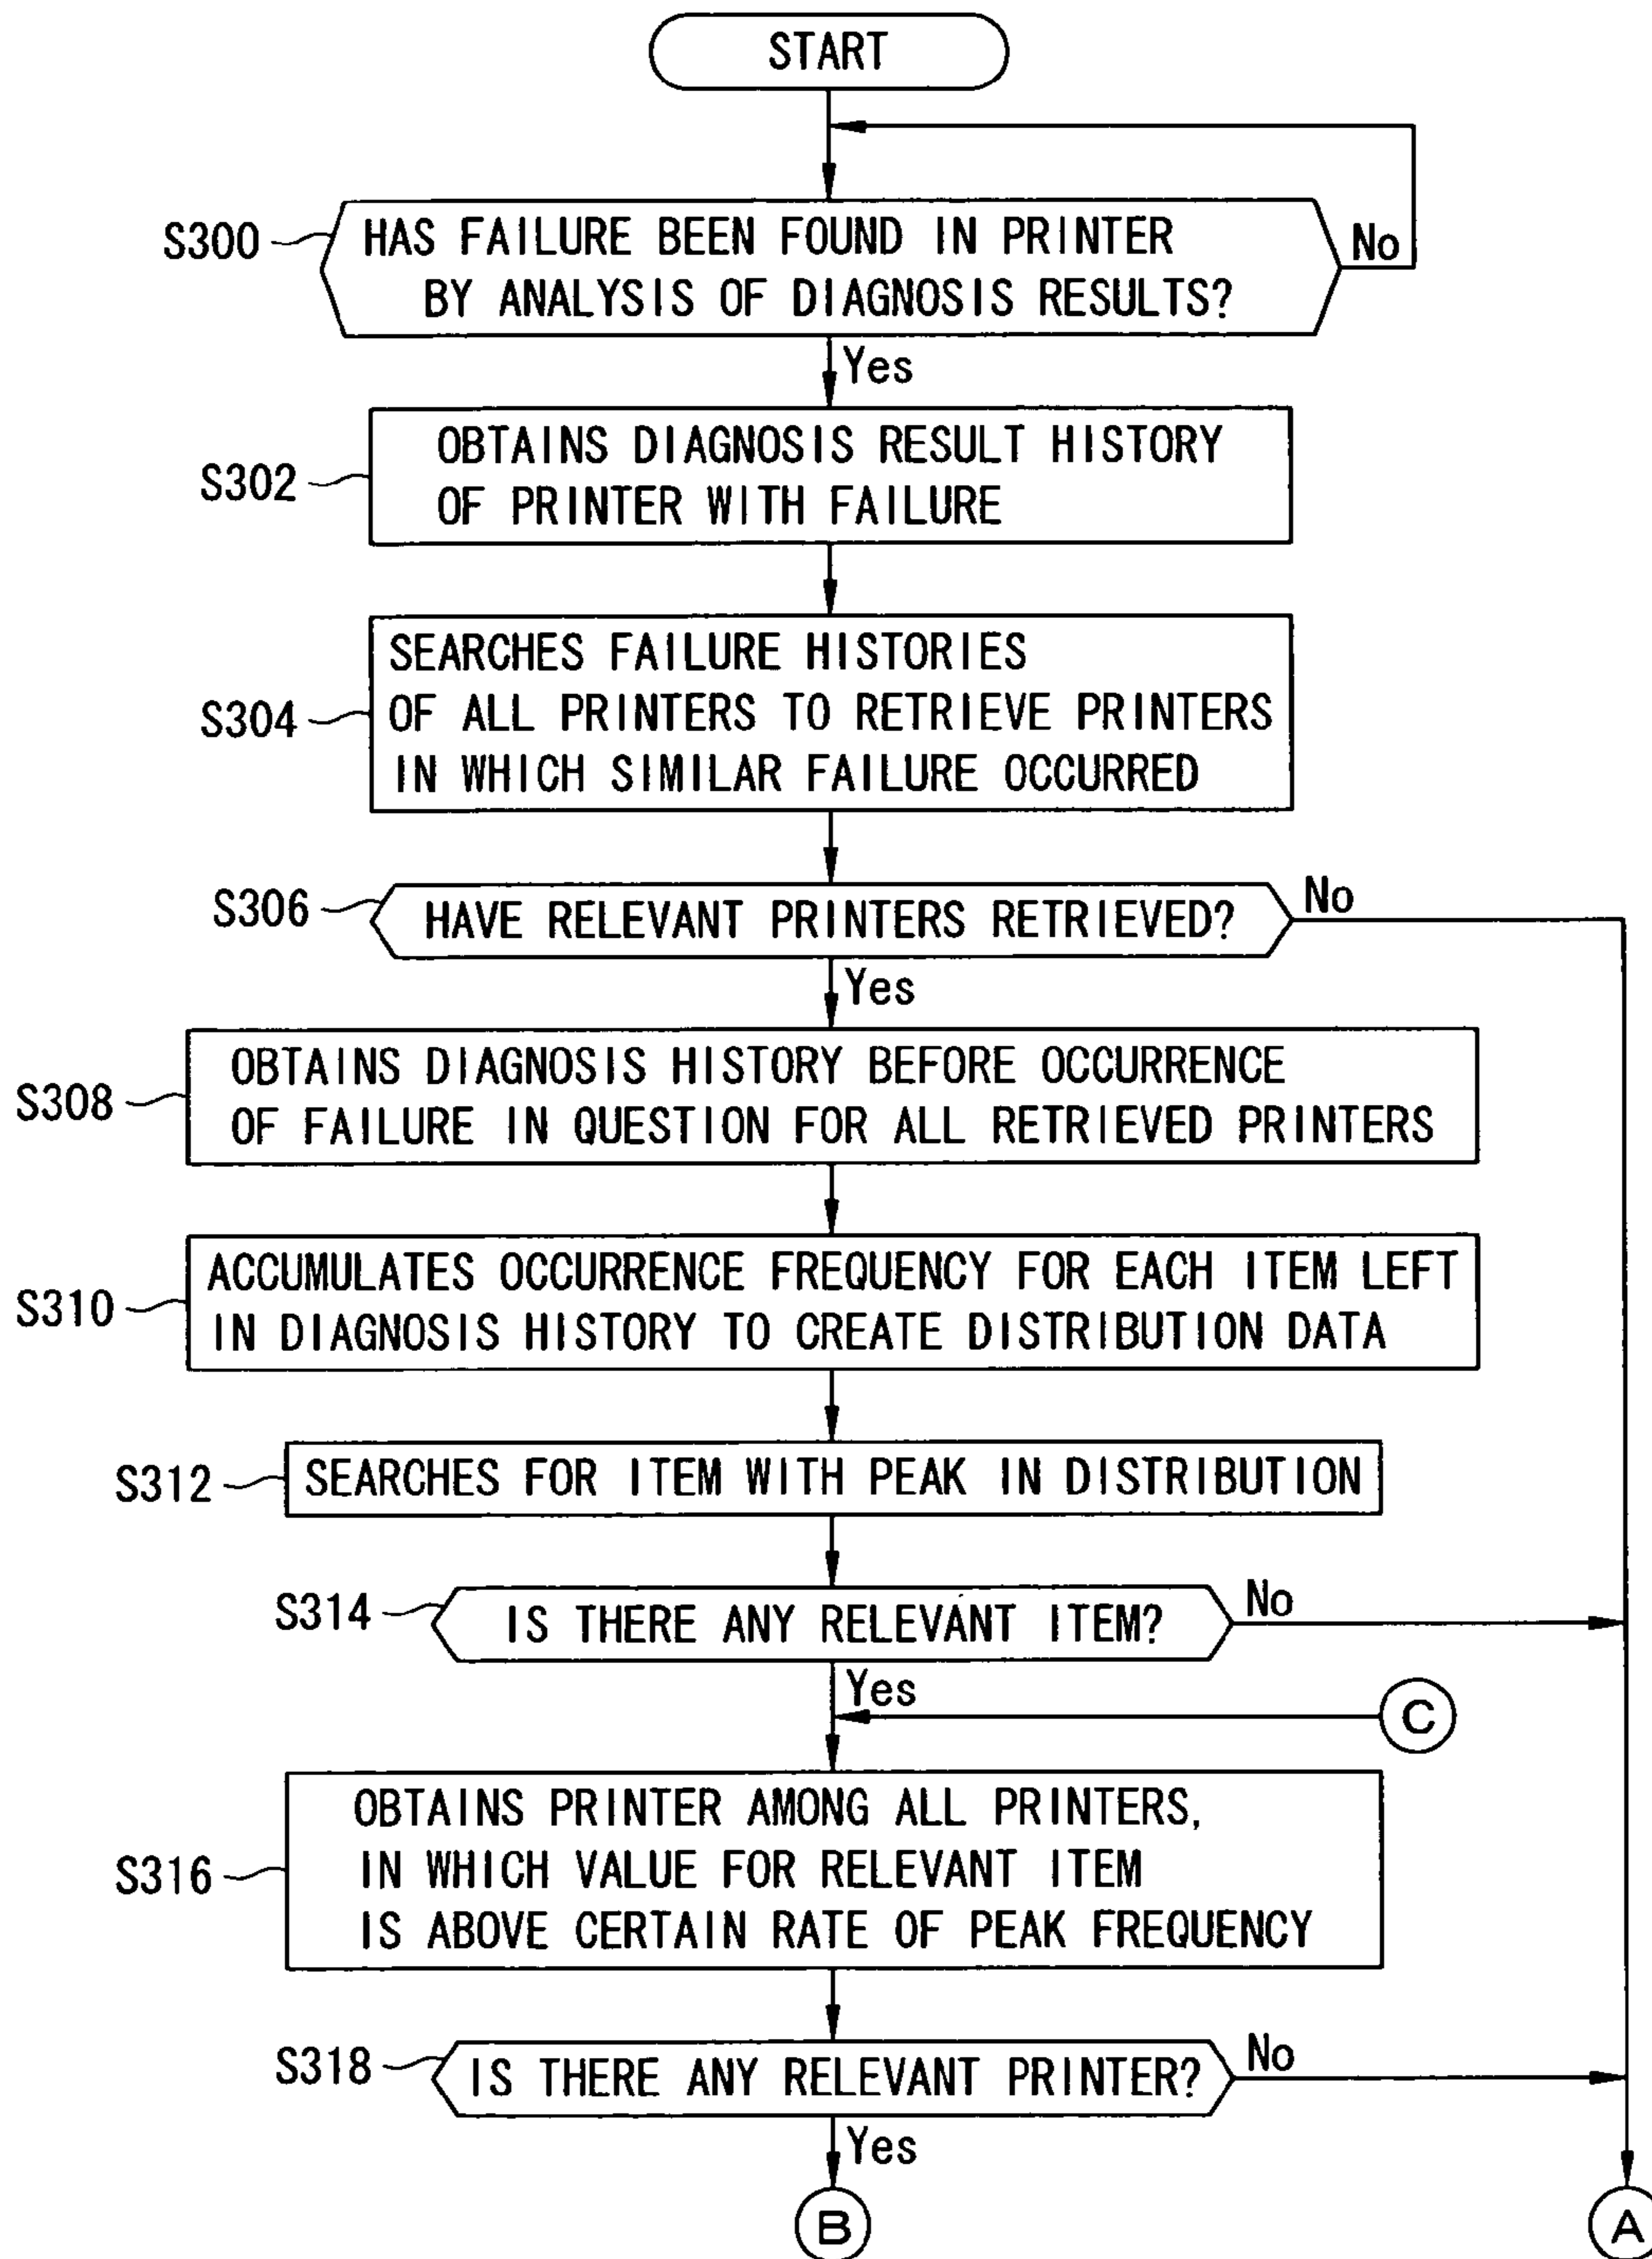 START
S300
HAS FAILURE BEEN FOUND IN PRINTER
BY ANALYSIS OF DIAGNOSIS RESULTS?
No
Yes
S302
OBTAINS DIAGNOSIS RESULT HISTORY
OF PRINTER WITH FAILURE
S304
SEARCHES FAILURE HISTORIES
OF ALL PRINTERS TO RETRIEVE PRINTERS
IN WHICH SIMILAR FAILURE OCCURRED
S306
HAVE RELEVANT PRINTERS RETRIEVED?
No
Yes
S308
OBTAINS DIAGNOSIS HISTORY BEFORE OCCURRENCE
OF FAILURE IN QUESTION FOR ALL RETRIEVED PRINTERS
S310
ACCUMULATES OCCURRENCE FREQUENCY FOR EACH ITEM LEFT
IN DIAGNOSIS HISTORY TO CREATE DISTRIBUTION DATA
S312
SEARCHES FOR ITEM WITH PEAK IN DISTRIBUTION
S314
IS THERE ANY RELEVANT ITEM?
No
Yes
C
S316
OBTAINS PRINTER AMONG ALL PRINTERS,
IN WHICH VALUE FOR RELEVANT ITEM
IS ABOVE CERTAIN RATE OF PEAK FREQUENCY
S318
IS THERE ANY RELEVANT PRINTER?
No
Yes
B
A